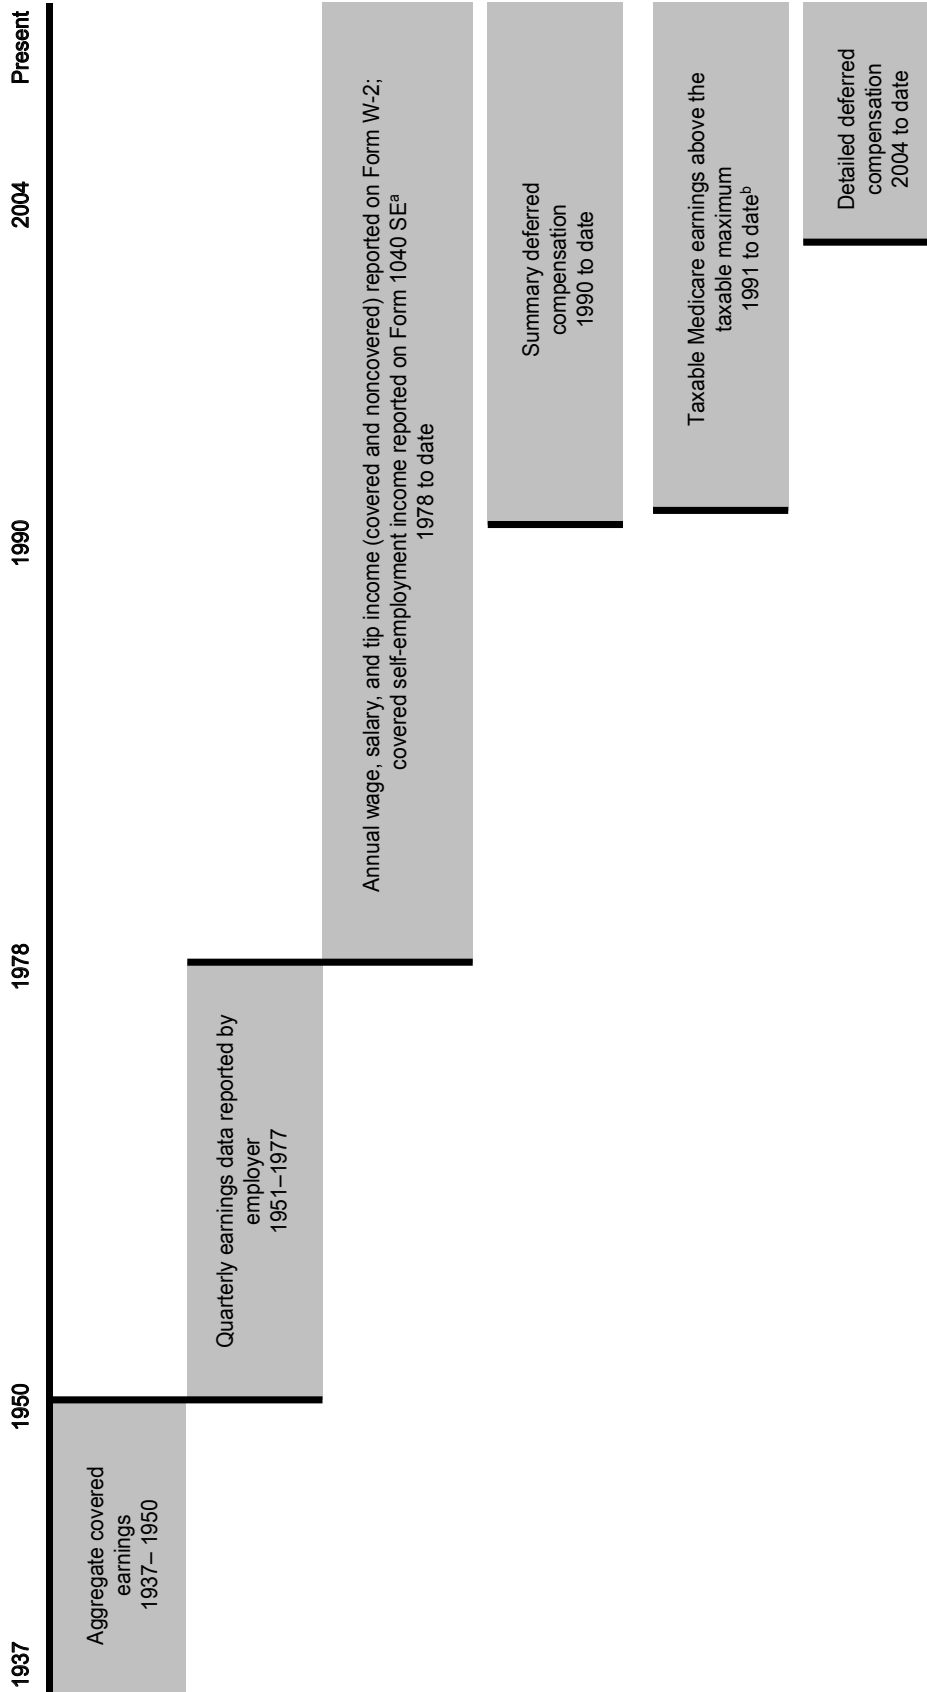 1937
1950
1978
1990
2004
Present
Aggregate covered
earnings
1937– 1950
Quarterly earnings data reported by
employer
1951–1977
Annual wage, salary, and tip income (covered and noncovered) reported on Form W-2;
covered self-employment income reported on Form 1040 SEᵃ
1978 to date
Summary deferred
compensation
1990 to date
Taxable Medicare earnings above the
taxable maximum
1991 to dateᵇ
Detailed deferred
compensation
2004 to date